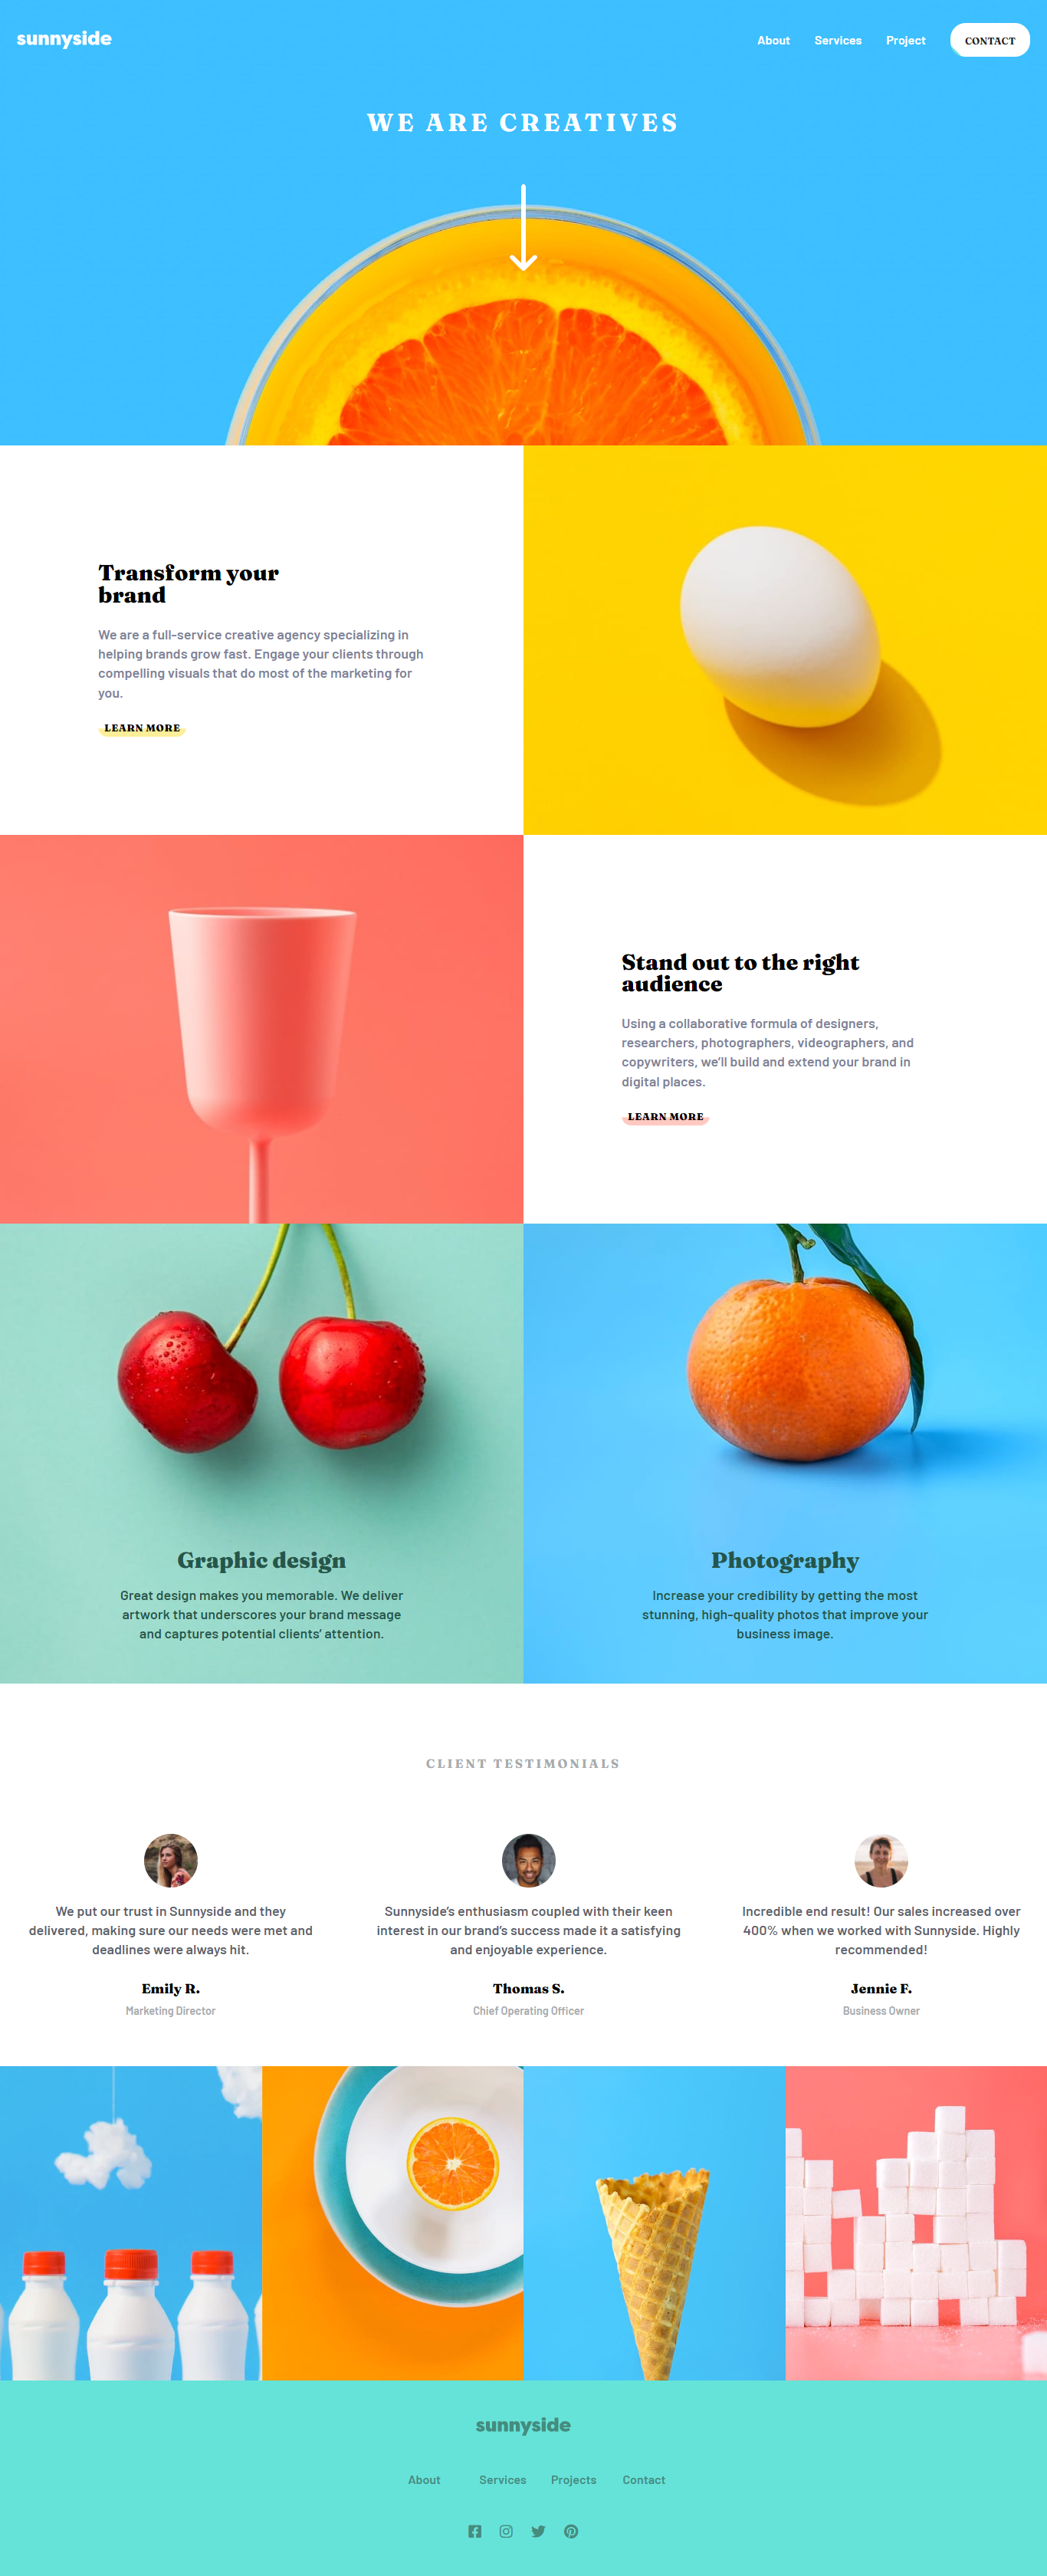 sunnyside
About
Services
Project
CONTACT
WE ARE CREATIVES
Transform your
brand
We are a full-service creative agency specializing in
helping brands grow fast. Engage your clients through
compelling visuals that do most of the marketing for
you.
LEARN MORE
Stand out to the right
audience
Using a collaborative formula of designers,
researchers, photographers, videographers, and
copywriters, we’ll build and extend your brand in
digital places.
LEARN MORE
Graphic design
Great design makes you memorable. We deliver
artwork that underscores your brand message
and captures potential clients’ attention.
Photography
Increase your credibility by getting the most
stunning, high-quality photos that improve your
business image.
CLIENT TESTIMONIALS
We put our trust in Sunnyside and they
delivered, making sure our needs were met and
deadlines were always hit.
Emily R.
Marketing Director
Sunnyside’s enthusiasm coupled with their keen
interest in our brand’s success made it a satisfying
and enjoyable experience.
Thomas S.
Chief Operating Officer
Incredible end result! Our sales increased over
400% when we worked with Sunnyside. Highly
recommended!
Jennie F.
Business Owner
sunnyside
About
Services
Projects
Contact